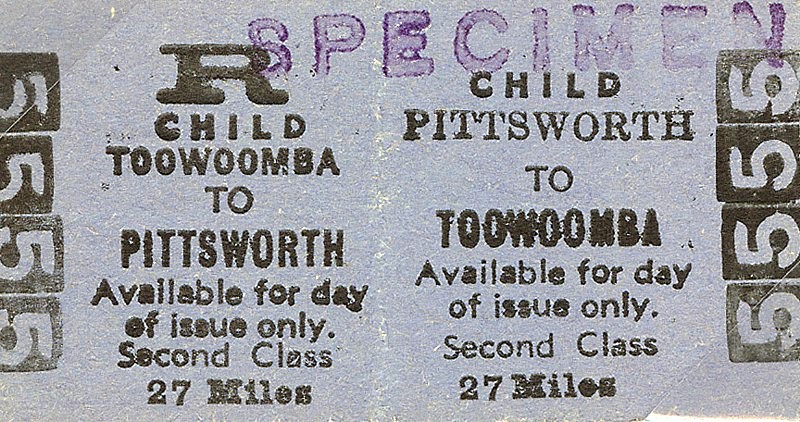 SPECIMEN
R
CHILD
TOOWOOMBA
TO
PITTSWORTH
Available for day
of issue only.
Second Class
27 Miles
CHILD
PITTSWORTH
TO
TOOWOOMBA
Available for day
of issue only.
Second Class
27 Miles
5555
5555